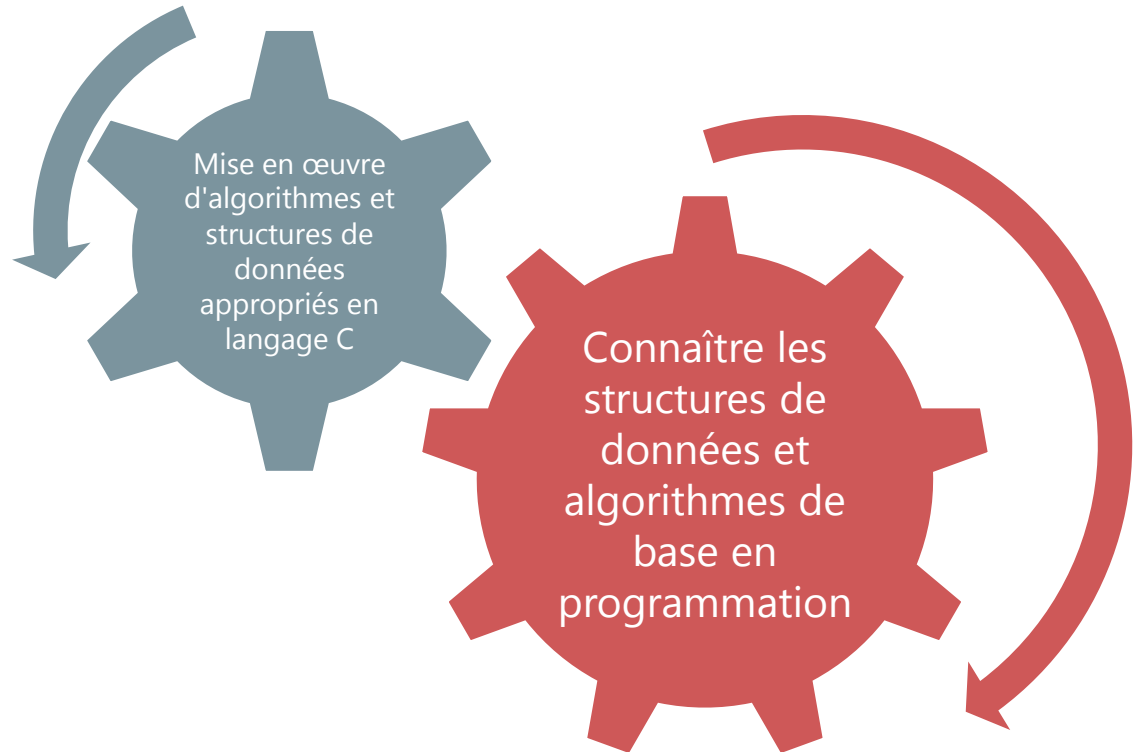 Mise en œuvre
d'algorithmes et
structures de
données
appropriés en
langage C
Connaître les
structures de
données et
algorithmes de
base en
programmation